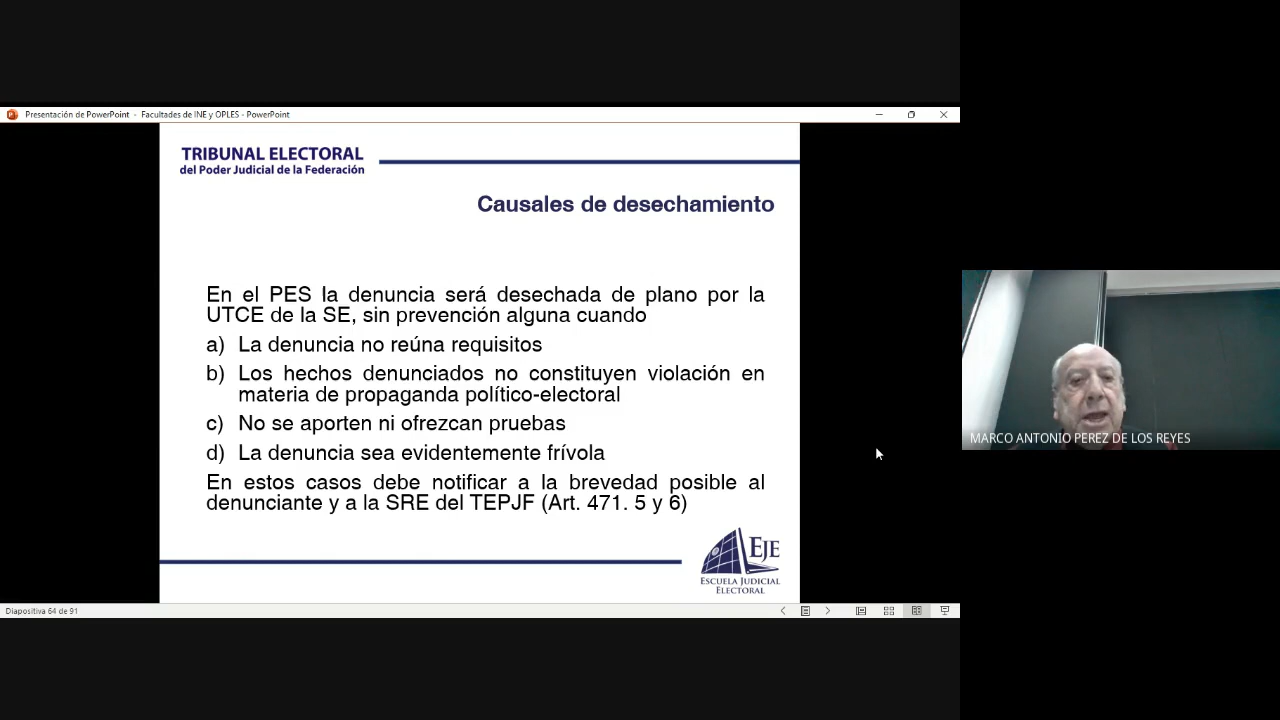 Presentación de PowerPoint - Facultades de INE y OPLES - PowerPoint
TRIBUNAL ELECTORAL
del Poder Judicial de la Federación
Causales de desechamiento
En el PES la denuncia será desechada de plano por la
UTCE de la SE, sin prevención alguna cuando
a) La denuncia no reúna requisitos
b) Los hechos denunciados no constituyen violación en
materia de propaganda político-electoral
c) No se aporten ni ofrezcan pruebas
d) La denuncia sea evidentemente frívola
En estos casos debe notificar a la brevedad posible al
denunciante y a la SRE del TEPJF (Art. 471. 5 y 6)
EJE
ESCUELA JUDICIAL
ELECTORAL
Diapositiva 64 de 91
MARCO ANTONIO PEREZ DE LOS REYES